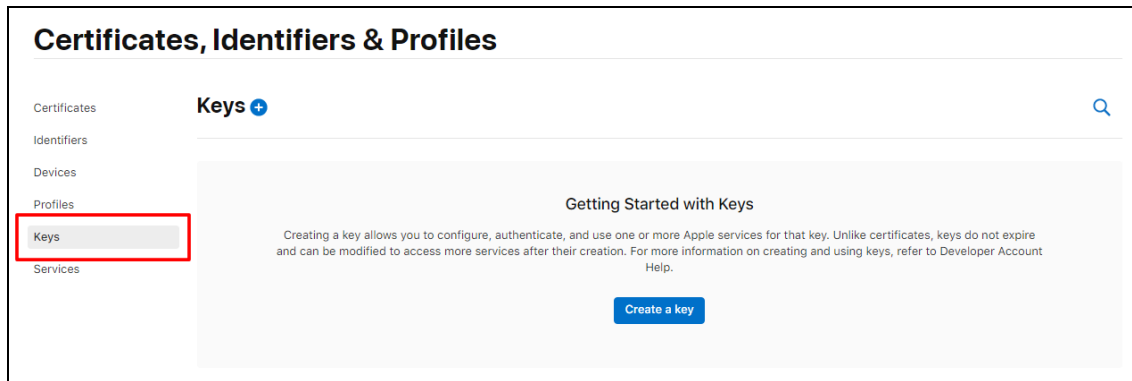 Certificates, Identifiers & Profiles
Certificates
Identifiers
Devices
Profiles
Keys
Services
Keys
Getting Started with Keys
Creating a key allows you to configure, authenticate, and use one or more Apple services for that key. Unlike certificates, keys do not expire
and can be modified to access more services after their creation. For more information on creating and using keys, refer to Developer Account
Help.
Create a key